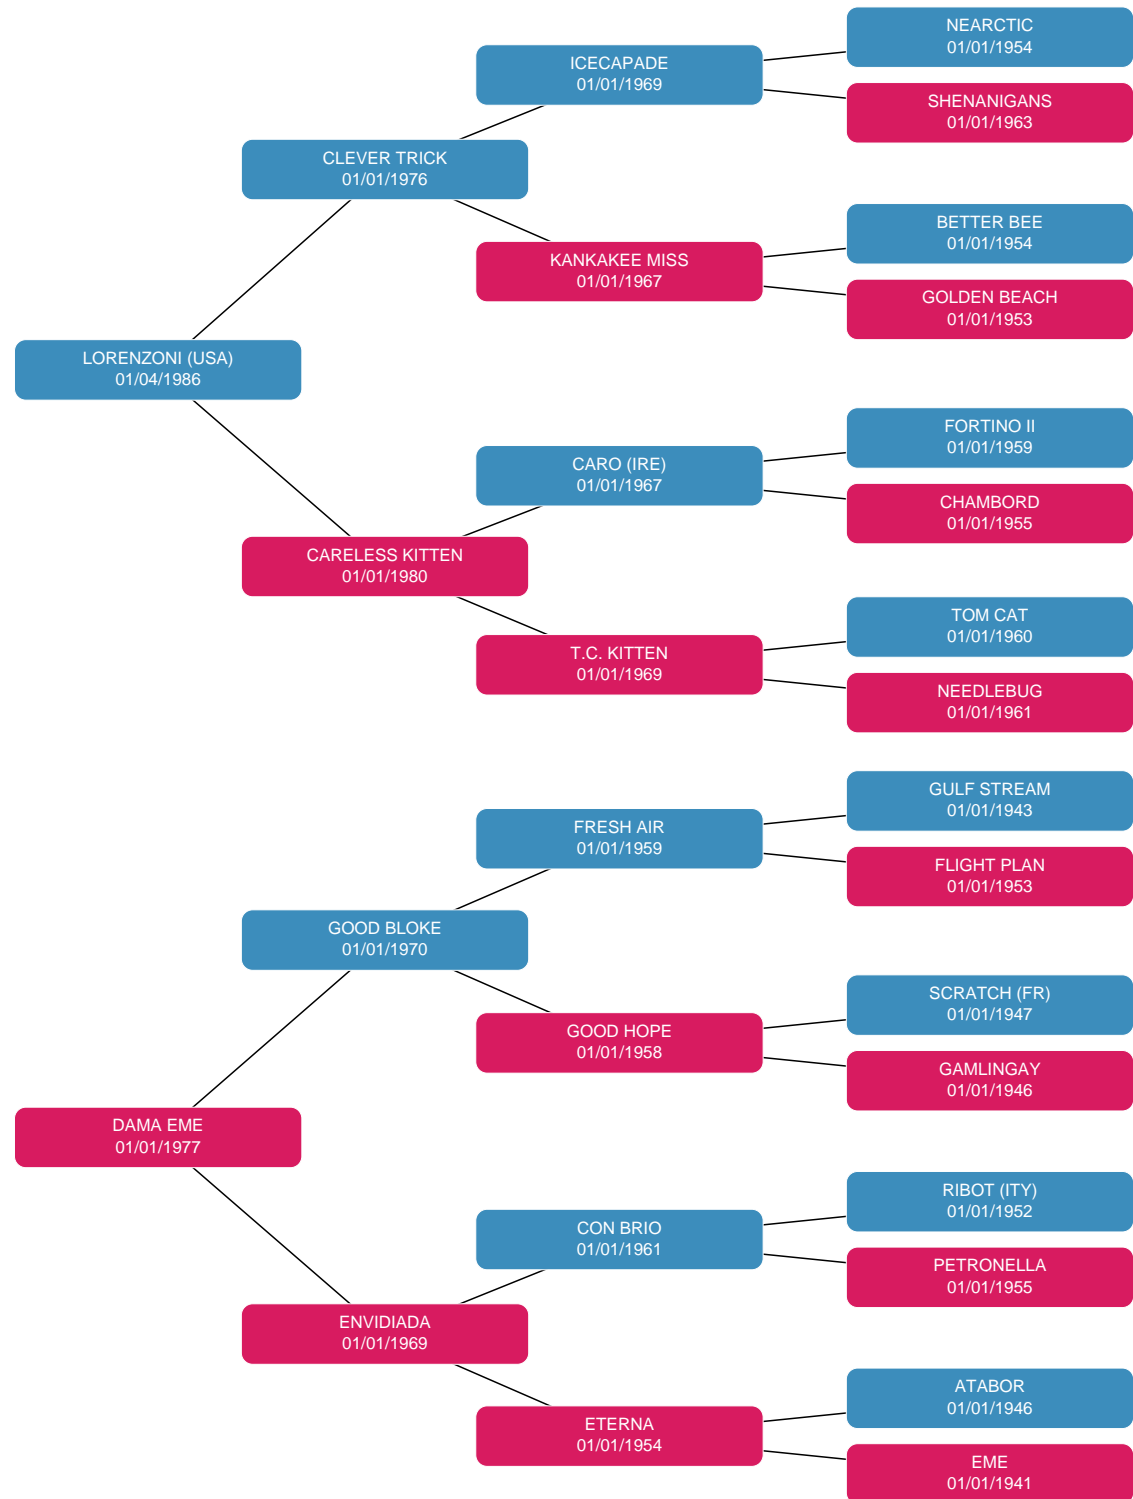 NEARCTIC
01/01/1954
ICECAPADE
01/01/1969
SHENANIGANS
01/01/1963
CLEVER TRICK
01/01/1976
BETTER BEE
01/01/1954
KANKAKEE MISS
01/01/1967
GOLDEN BEACH
01/01/1953
LORENZONI (USA)
01/04/1986
FORTINO II
01/01/1959
CARO (IRE)
01/01/1967
CHAMBORD
01/01/1955
CARELESS KITTEN
01/01/1980
TOM CAT
01/01/1960
T.C. KITTEN
01/01/1969
NEEDLEBUG
01/01/1961
GULF STREAM
01/01/1943
FRESH AIR
01/01/1959
FLIGHT PLAN
01/01/1953
GOOD BLOKE
01/01/1970
SCRATCH (FR)
01/01/1947
GOOD HOPE
01/01/1958
GAMLINGAY
01/01/1946
DAMA EME
01/01/1977
RIBOT (ITY)
01/01/1952
CON BRIO
01/01/1961
PETRONELLA
01/01/1955
ENVIDIADA
01/01/1969
ATABOR
01/01/1946
ETERNA
01/01/1954
EME
01/01/1941